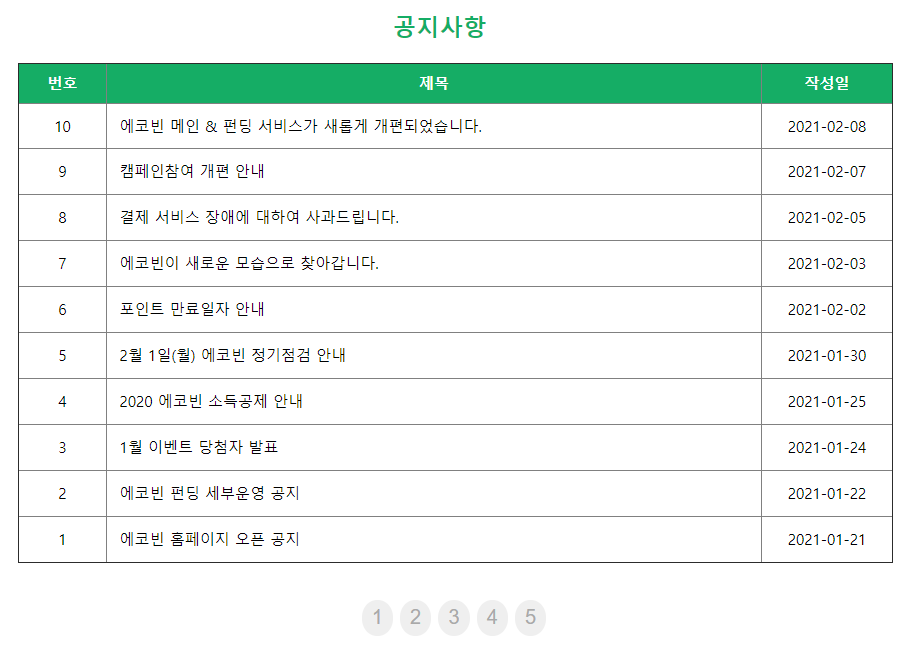 공지사항
번호 제목 작성일
10 에코빈 메인 & 펀딩 서비스가 새롭게 개편되었습니다. 2021-02-08
9 캠페인참여 개편 안내 2021-02-07
8 결제 서비스 장애에 대하여 사과드립니다. 2021-02-05
7 에코빈이 새로운 모습으로 찾아갑니다. 2021-02-03
6 포인트 만료일자 안내 2021-02-02
5 2월 1일(월) 에코빈 정기점검 안내 2021-01-30
4 2020 에코빈 소득공제 안내 2021-01-25
3 1월 이벤트 당첨자 발표 2021-01-24
2 에코빈 펀딩 세부운영 공지 2021-01-22
1 에코빈 홈페이지 오픈 공지 2021-01-21
1 2 3 4 5